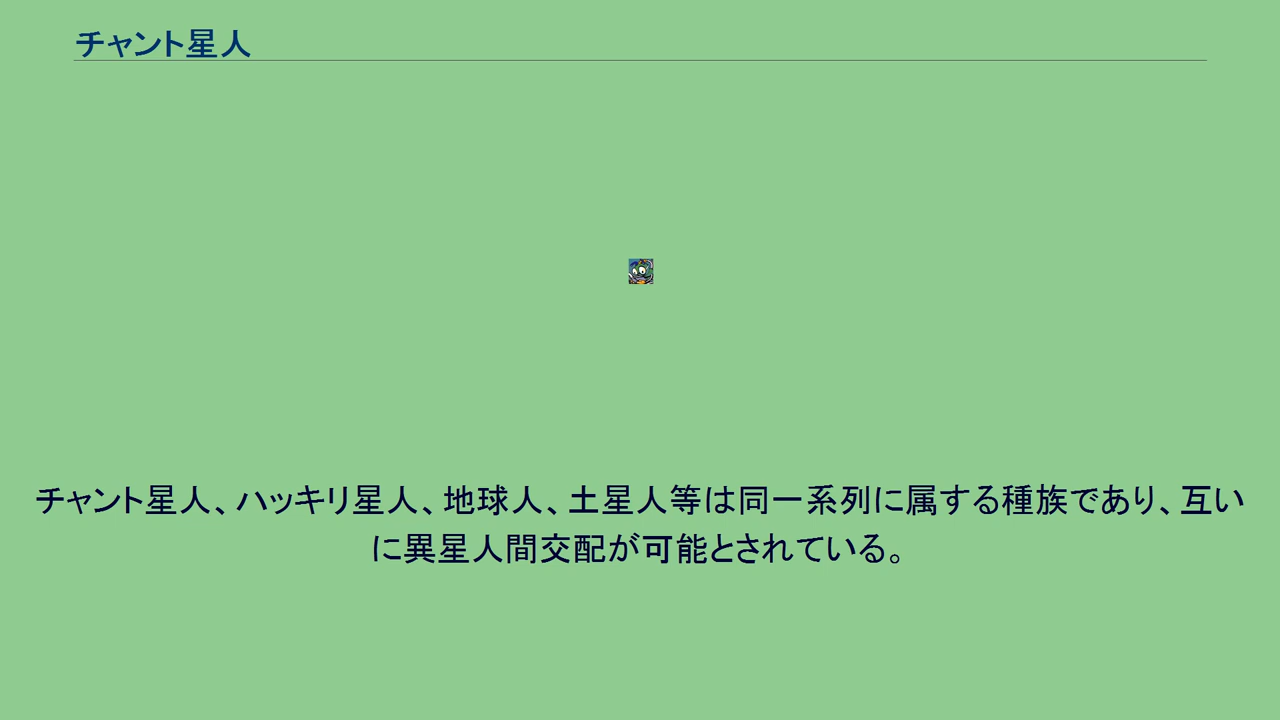 チャント星人
チャント星人、ハッキリ星人、地球人、土星人等は同一系列に属する種族であり、互い
に異星人間交配が可能とされている。